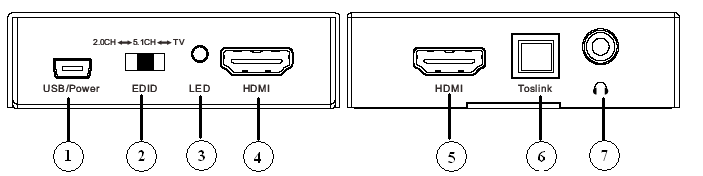 2.0CH ⟷ 5.1CH ⟷ TV
USB/Power EDID LED HDMI
HDMI Toslink
1 2 3 4 5 6 7